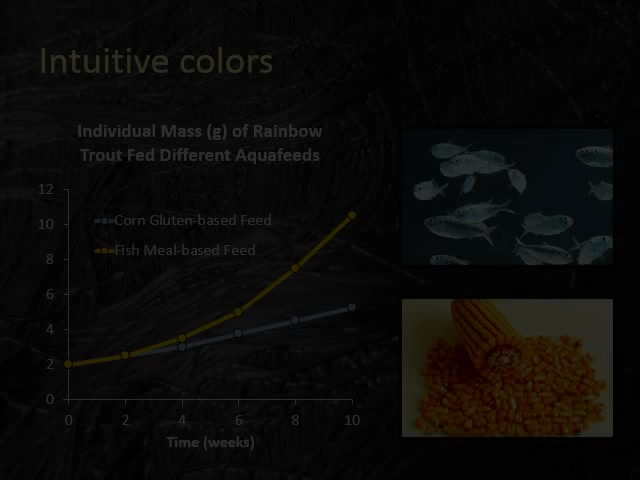 Intuitive colors
Individual Mass (g) of Rainbow
Trout Fed Different Aquafeeds
12
10
8
6
4
2
0
Corn Gluten-based Feed
Fish Meal-based Feed
0 2 4 6 8 10
Time (weeks)